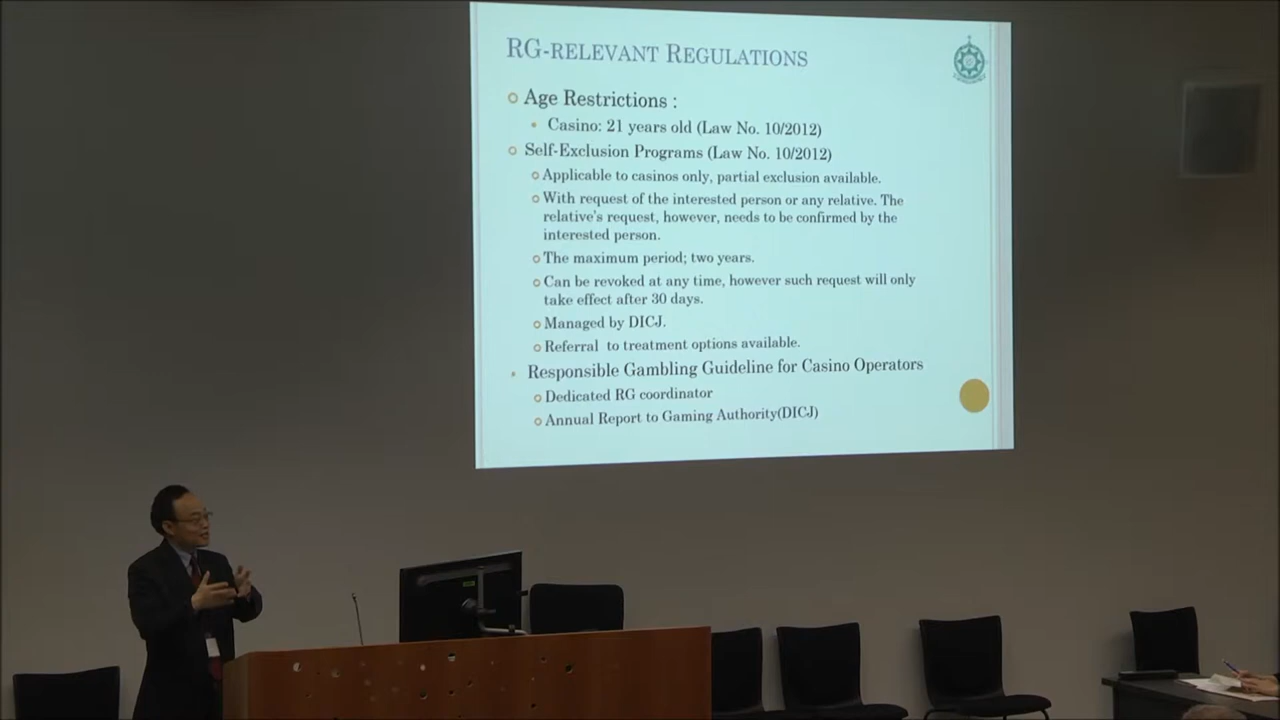 RG-RELEVANT REGULATIONS
Age Restrictions :
Casino: 21 years old (Law No. 10/2012)
Self-Exclusion Programs (Law No. 10/2012)
Applicable to casinos only, partial exclusion available.
With request of the interested person or any relative. The
relative's request, however, needs to be confirmed by the
interested person.
The maximum period; two years.
Can be revoked at any time, however such request will only
take effect after 30 days.
Managed by DICJ.
Referral to treatment options available.
Responsible Gambling Guideline for Casino Operators
Dedicated RG coordinator
Annual Report to Gaming Authority(DICJ)